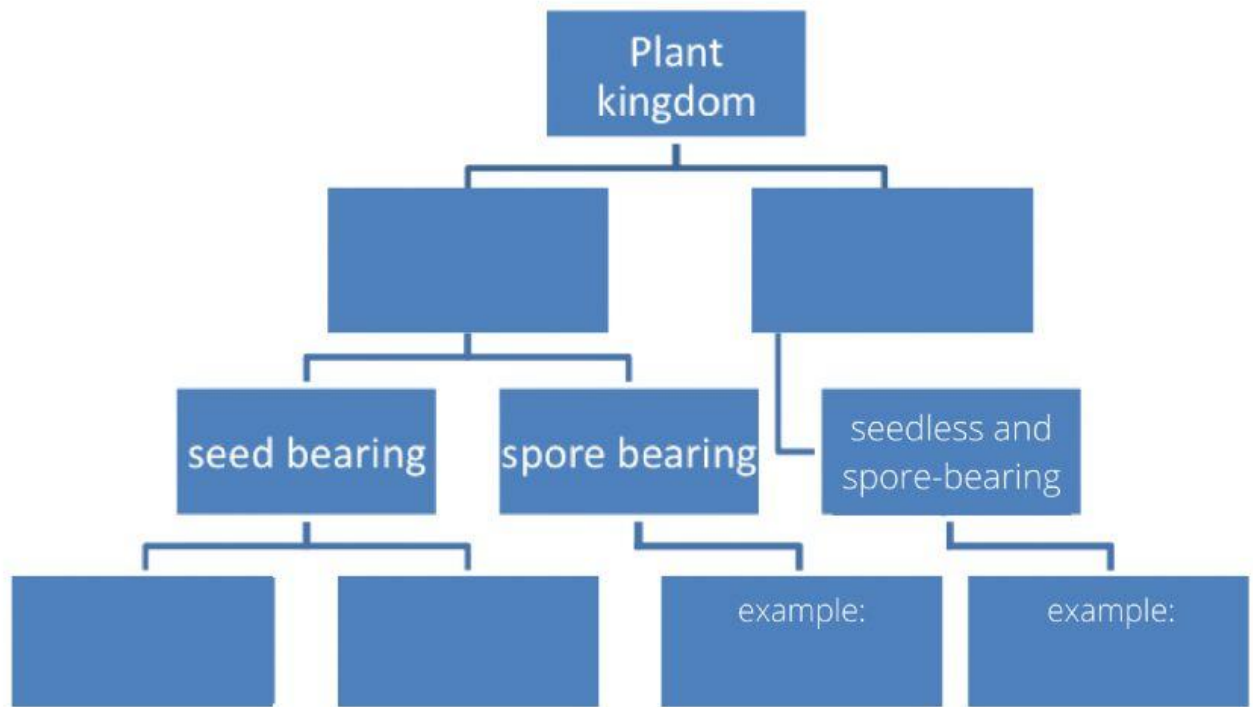 Plant
kingdom
seed bearing
spore bearing
seedless and
spore-bearing
example:
example: